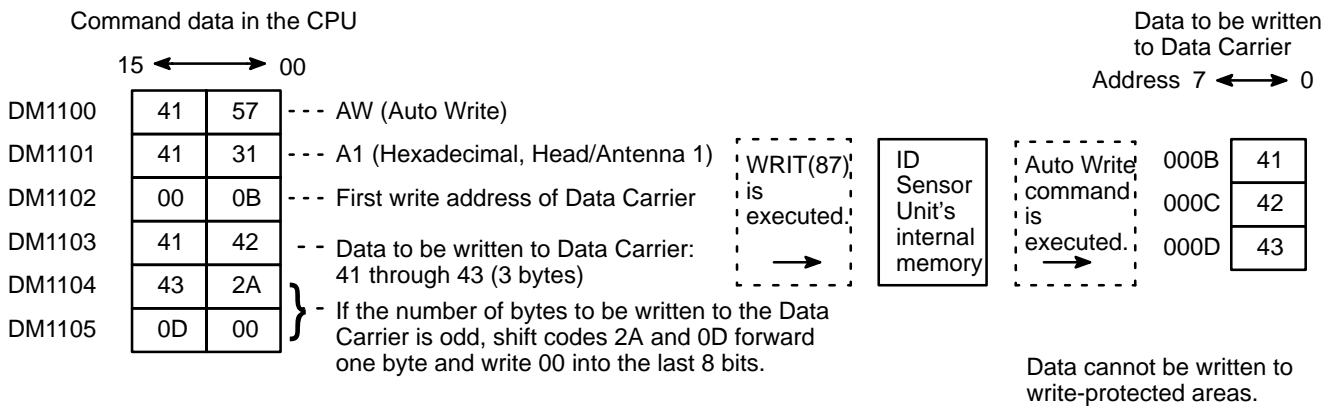 Command data in the CPU
15 00
DM1100 41 57 AW (Auto Write)
DM1101 41 31 A1 (Hexadecimal, Head/Antenna 1)
DM1102 00 0B First write address of Data Carrier
DM1103 41 42 Data to be written to Data Carrier:
41 through 43 (3 bytes)
DM1104 43 2A
DM1105 0D 00
If the number of bytes to be written to the Data
Carrier is odd, shift codes 2A and 0D forward
one byte and write 00 into the last 8 bits.
WRIT(87)
is
executed.
ID
Sensor
Unit's
internal
memory
Auto Write
command
is
executed.
Data to be written
to Data Carrier
Address 7 0
000B 41
000C 42
000D 43
Data cannot be written to
write-protected areas.